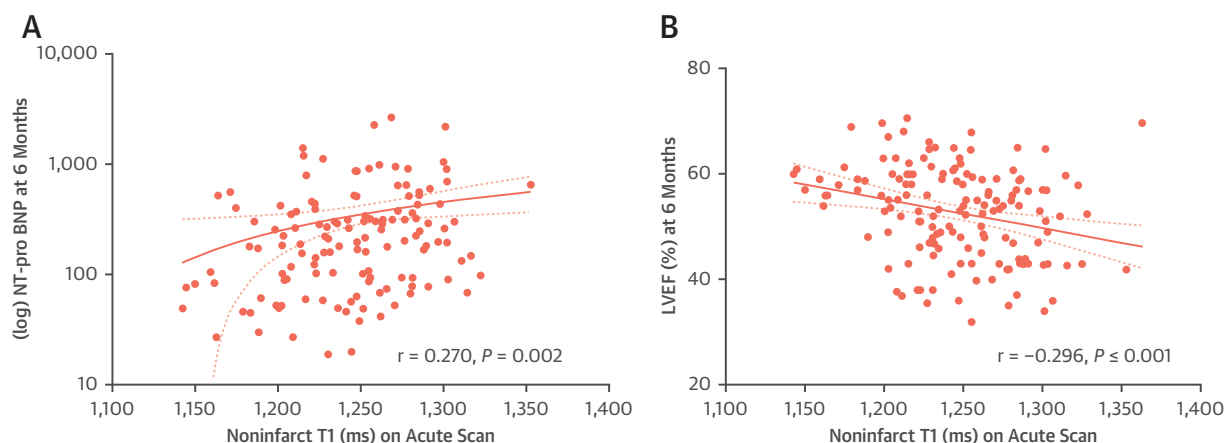 A
(log) NT-pro BNP at 6 Months
10,000
1,000
100
10
r = 0.270, P = 0.002
1,100
1,150
1,200
1,250
1,300
1,350
1,400
Noninfarct T1 (ms) on Acute Scan
B
LVEF (%) at 6 Months
80
60
40
20
r = −0.296, P ≤ 0.001
1,100
1,150
1,200
1,250
1,300
1,350
1,400
Noninfarct T1 (ms) on Acute Scan